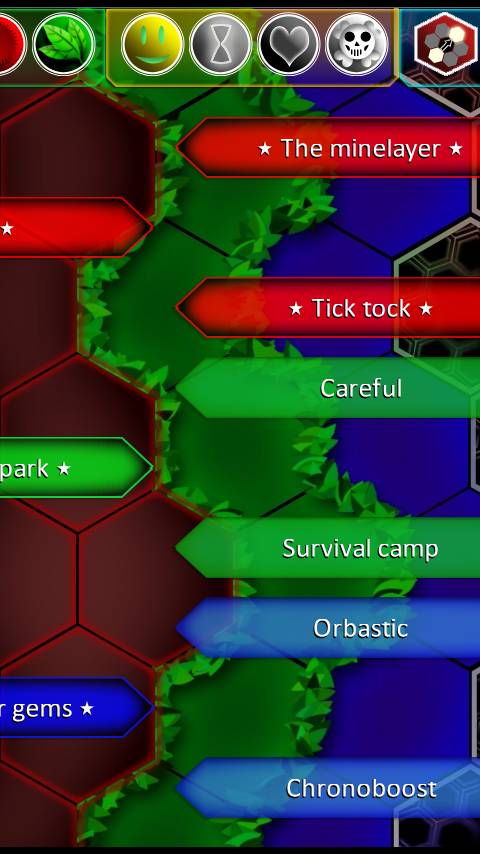 ★ The minelayer ★
★
★ Tick tock ★
Careful
park ★
Survival camp
Orbastic
r gems ★
Chronoboost